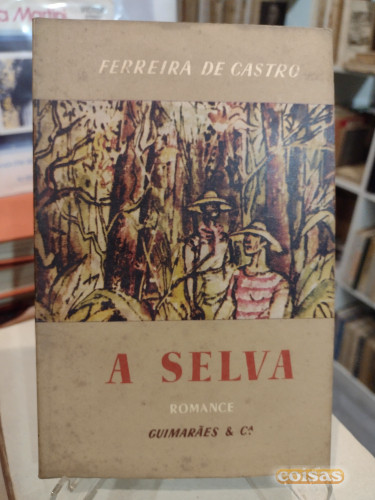 FERREIRA DE CASTRO
A SELVA
ROMANCE
GUIMARÃES & Cª
coisas